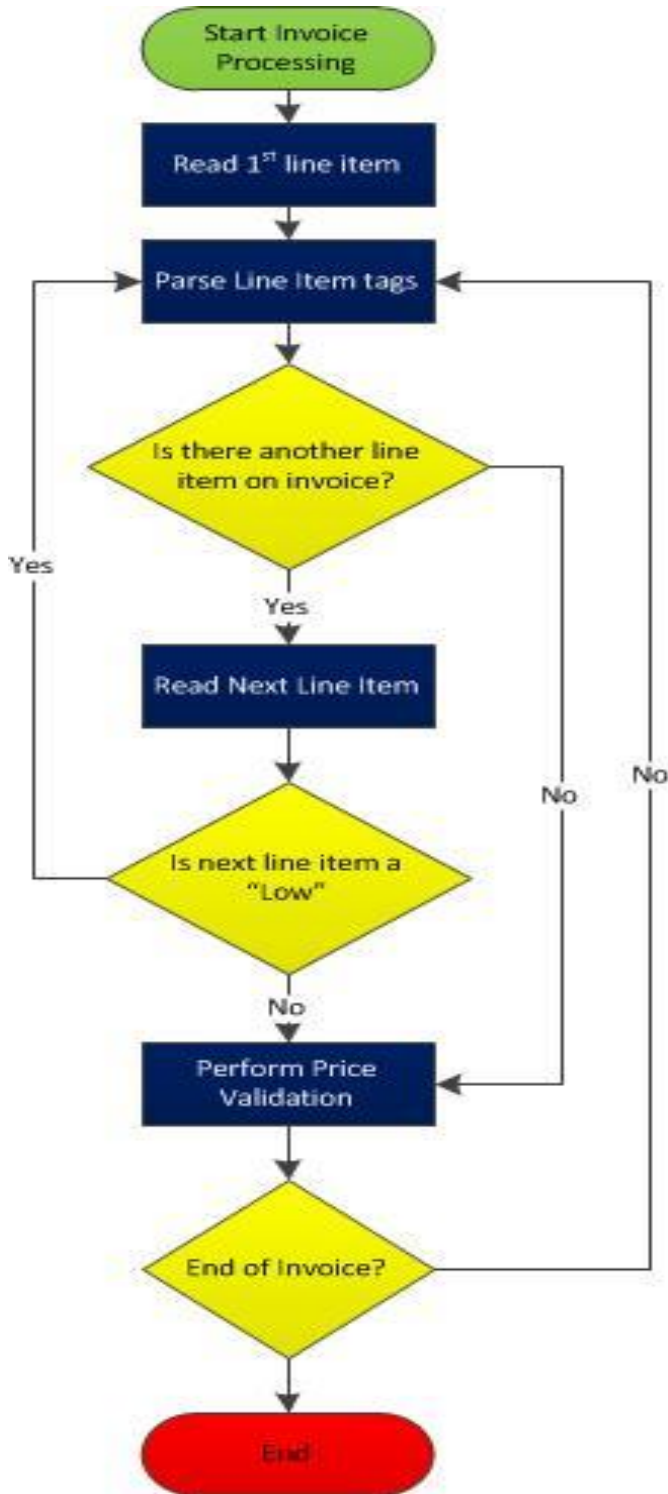 Start Invoice
Processing
Read 1st line item
Parse Line Item tags
Is there another line
item on invoice?
Yes
Yes
Read Next Line Item
No
No
Is next line item a
“Low”
No
Perform Price
Validation
End of Invoice?
End